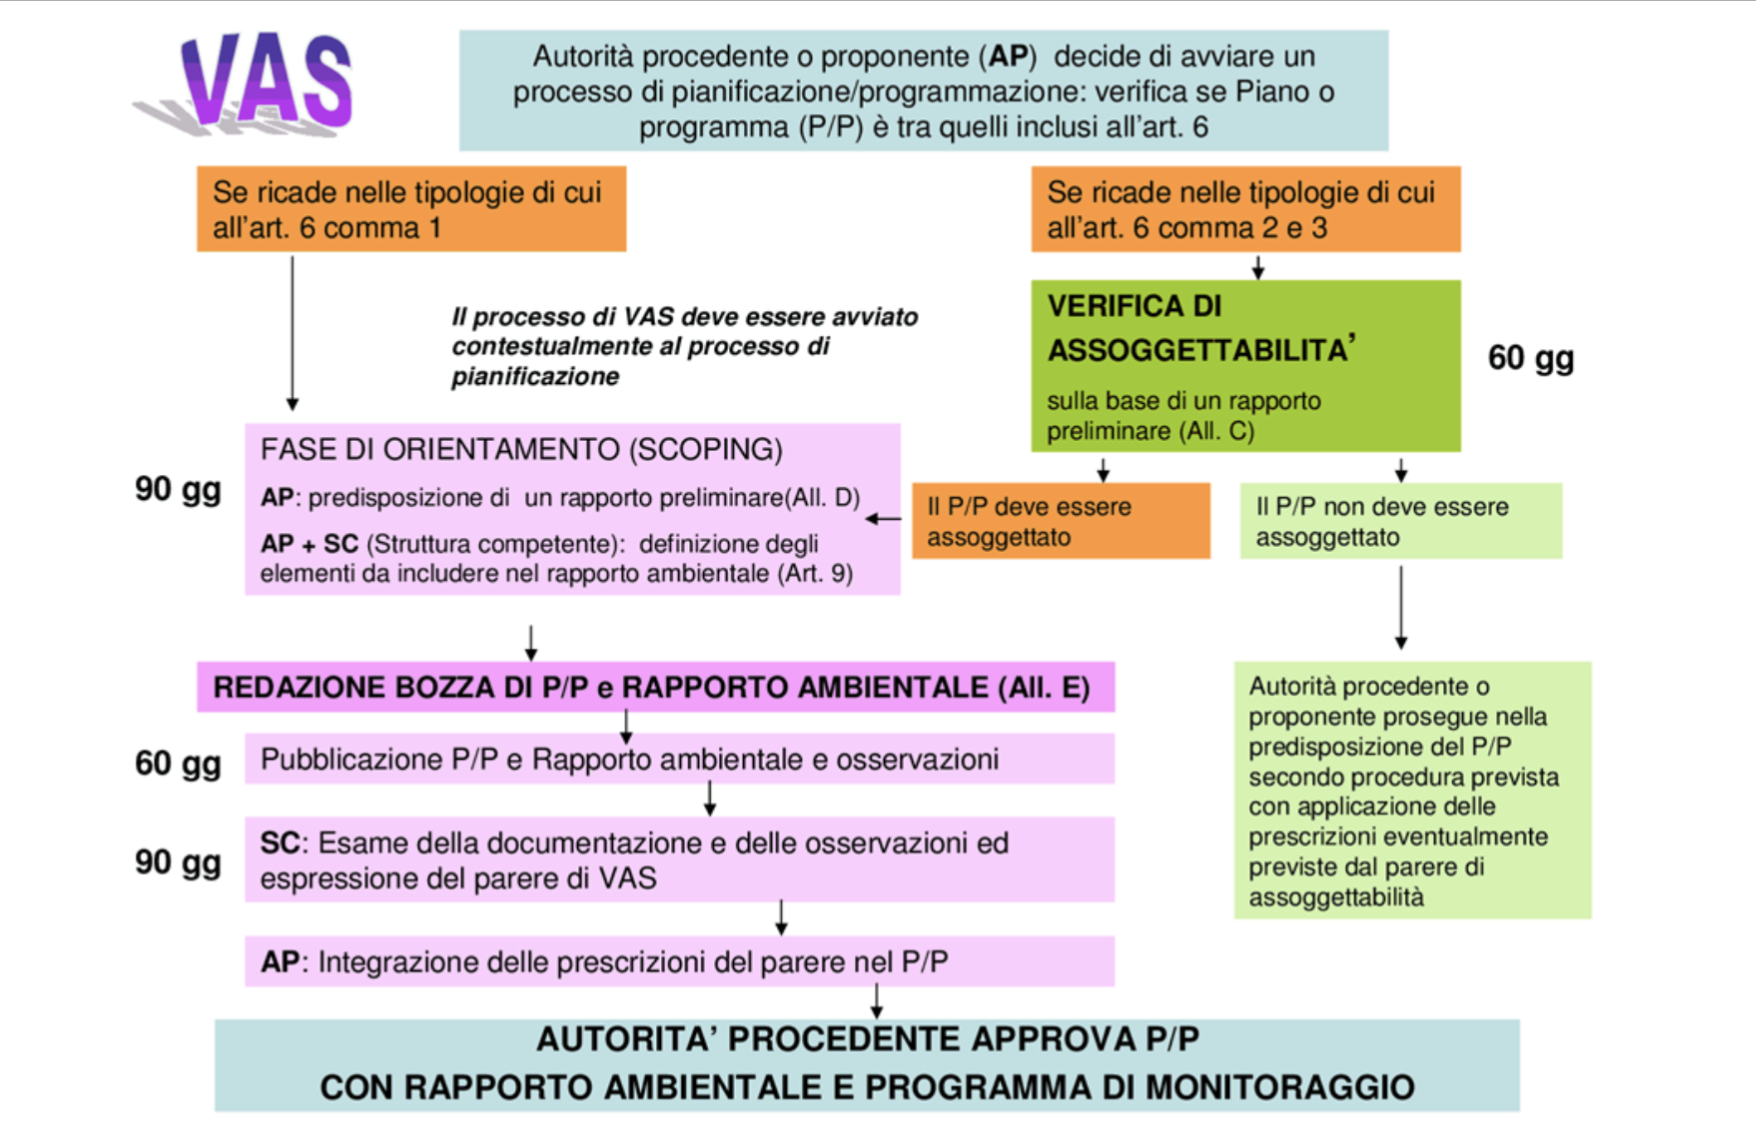 VAS
Autorità procedente o proponente (AP)  decide di avviare un
processo di pianificazione/programmazione: verifica se Piano o
programma (P/P) è tra quelli inclusi all'art. 6
Se ricade nelle tipologie di cui
all'art. 6 comma 1
Se ricade nelle tipologie di cui
all'art. 6 comma 2 e 3
Il processo di VAS deve essere avviato
contestualmente al processo di
pianificazione
VERIFICA DI
ASSOGGETTABILITA'
sulla base di un rapporto
preliminare (All. C)
60 gg
90 gg
FASE DI ORIENTAMENTO (SCOPING)
AP: predisposizione di  un rapporto preliminare(All. D)
AP + SC (Struttura competente):  definizione degli
elementi da includere nel rapporto ambientale (Art. 9)
Il P/P deve essere
assoggettato
Il P/P non deve essere
assoggettato
REDAZIONE BOZZA DI P/P e RAPPORTO AMBIENTALE (All. E)
60 gg
Pubblicazione P/P e Rapporto ambientale e osservazioni
90 gg
SC: Esame della documentazione e delle osservazioni ed
espressione del parere di VAS
AP: Integrazione delle prescrizioni del parere nel P/P
Autorità procedente o
proponente prosegue nella
predisposizione del P/P
secondo procedura prevista
con applicazione delle
prescrizioni eventualmente
previste dal parere di
assoggettabilità
AUTORITA' PROCEDENTE APPROVA P/P
CON RAPPORTO AMBIENTALE E PROGRAMMA DI MONITORAGGIO